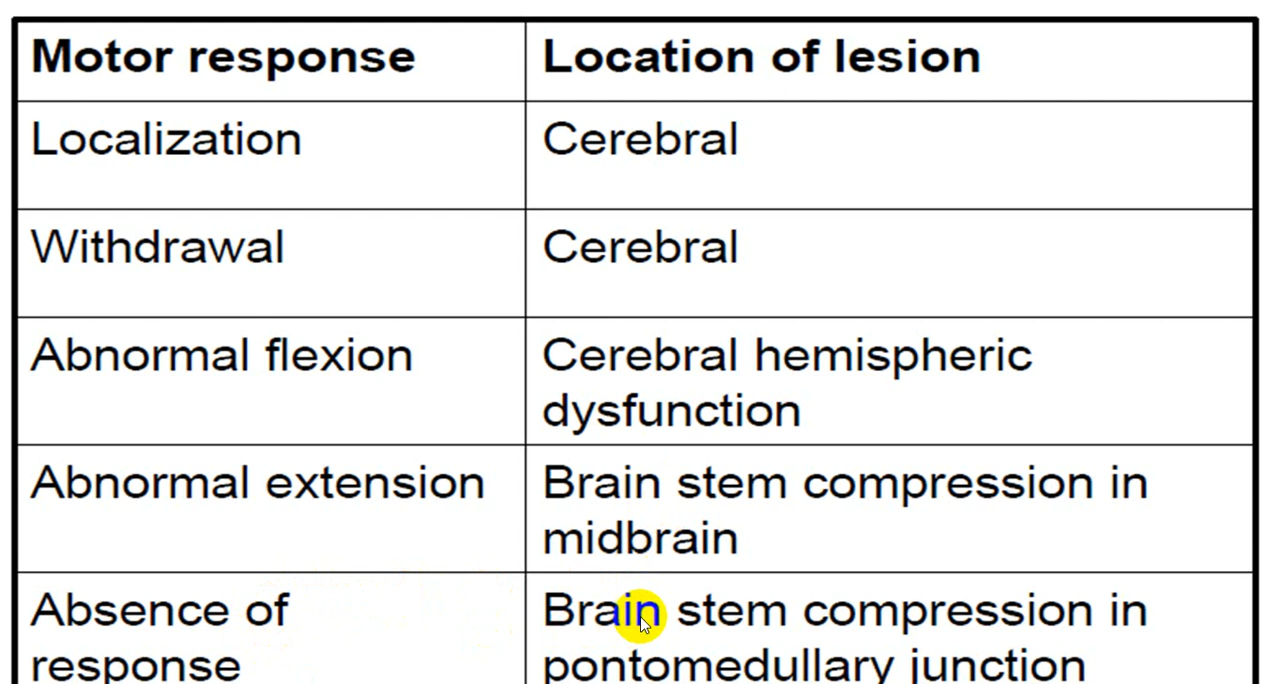 Motor response Location of lesion
Localization Cerebral
Withdrawal Cerebral
Abnormal flexion Cerebral hemispheric
dysfunction
Abnormal extension Brain stem compression in
midbrain
Absence of Brain stem compression in
response pontomedullary junction